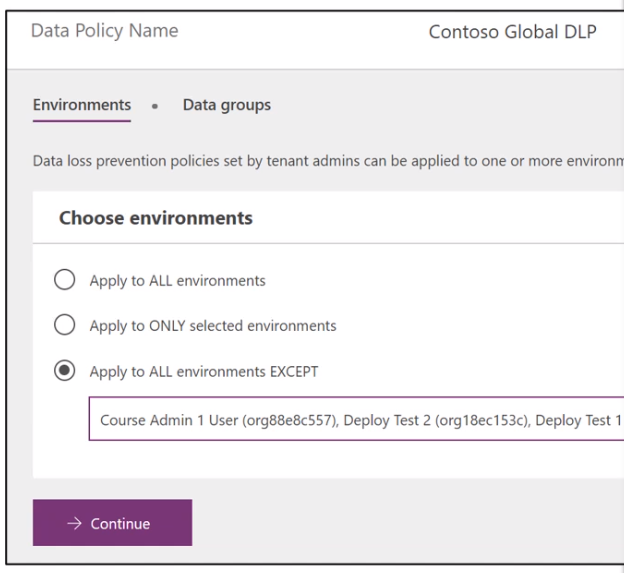 Data Policy Name Contoso Global DLP
Environments • Data groups
Data loss prevention policies set by tenant admins can be applied to one or more
Choose environments
Apply to ALL environments
Apply to ONLY selected environments
Apply to ALL environments EXCEPT
Course Admin 1 User (org88e8c557), Deploy Test 2 (org18ec153c), Deploy Test 1
→ Continue